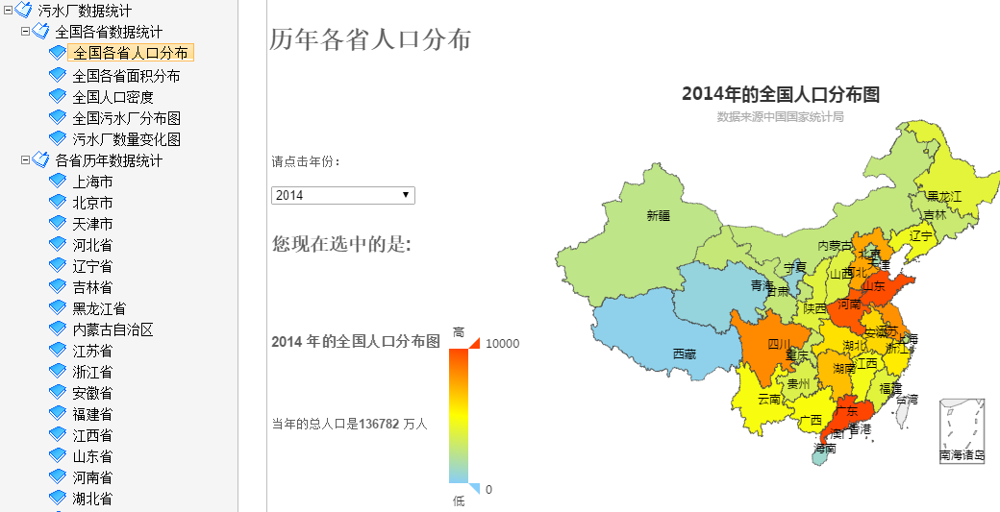 污水厂数据统计
全国各省数据统计
全国各省人口分布
全国各省面积分布
全国人口密度
全国污水厂分布图
污水厂数量变化图
各省历年数据统计
上海市
北京市
天津市
河北省
辽宁省
吉林省
黑龙江省
内蒙古自治区
江苏省
浙江省
安徽省
福建省
江西省
山东省
河南省
湖北省
历年各省人口分布
请点击年份：
2014
您现在选中的是:
2014 年的全国人口分布图
当年的总人口是136782 万人
高
10000
0
低
2014年的全国人口分布图
数据来源中国国家统计局
黑龙江
吉林
新疆
辽宁
内蒙古
北京
天津
宁夏
山西
河北
青海
甘肃
山东
陕西
河南
江苏
安徽
上海
四川
湖北
浙江
西藏
重庆
湖南
江西
贵州
福建
云南
台湾
广东
广西
香港
澳门
海南
南海诸岛